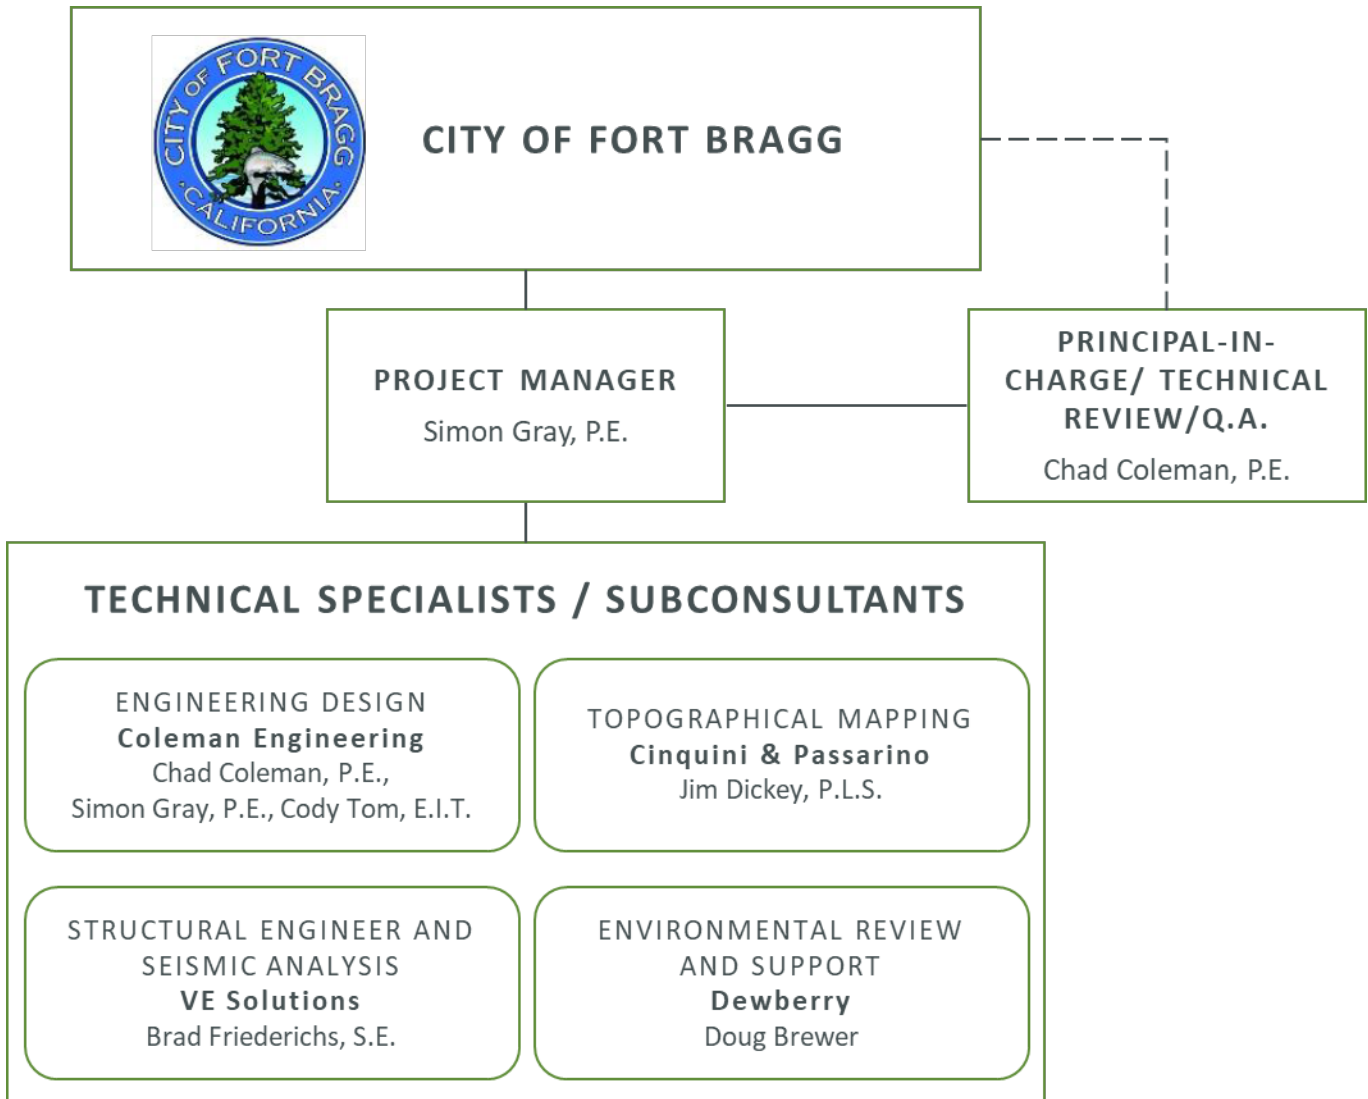 CITY OF FORT BRAGG
.CALIFORNIA.
CITY OF FORT BRAGG
PROJECT MANAGER
Simon Gray, P.E.
PRINCIPAL-IN-
CHARGE/ TECHNICAL
REVIEW/Q.A.
Chad Coleman, P.E.
TECHNICAL SPECIALISTS / SUBCONSULTANTS
ENGINEERING DESIGN
Coleman Engineering
Chad Coleman, P.E.,
Simon Gray, P.E., Cody Tom, E.I.T.
TOPOGRAPHICAL MAPPING
Cinquini & Passarino
Jim Dickey, P.L.S.
STRUCTURAL ENGINEER AND
SEISMIC ANALYSIS
VE Solutions
Brad Friederichs, S.E.
ENVIRONMENTAL REVIEW
AND SUPPORT
Dewberry
Doug Brewer